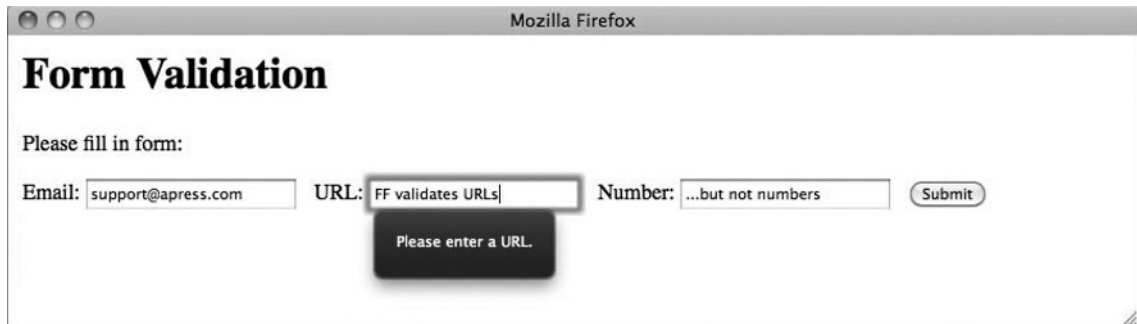 Mozilla Firefox
Form Validation
Please fill in form:
Email: support@apress.com URL: FF validates URLs Number: ...but not numbers Submit
Please enter a URL.